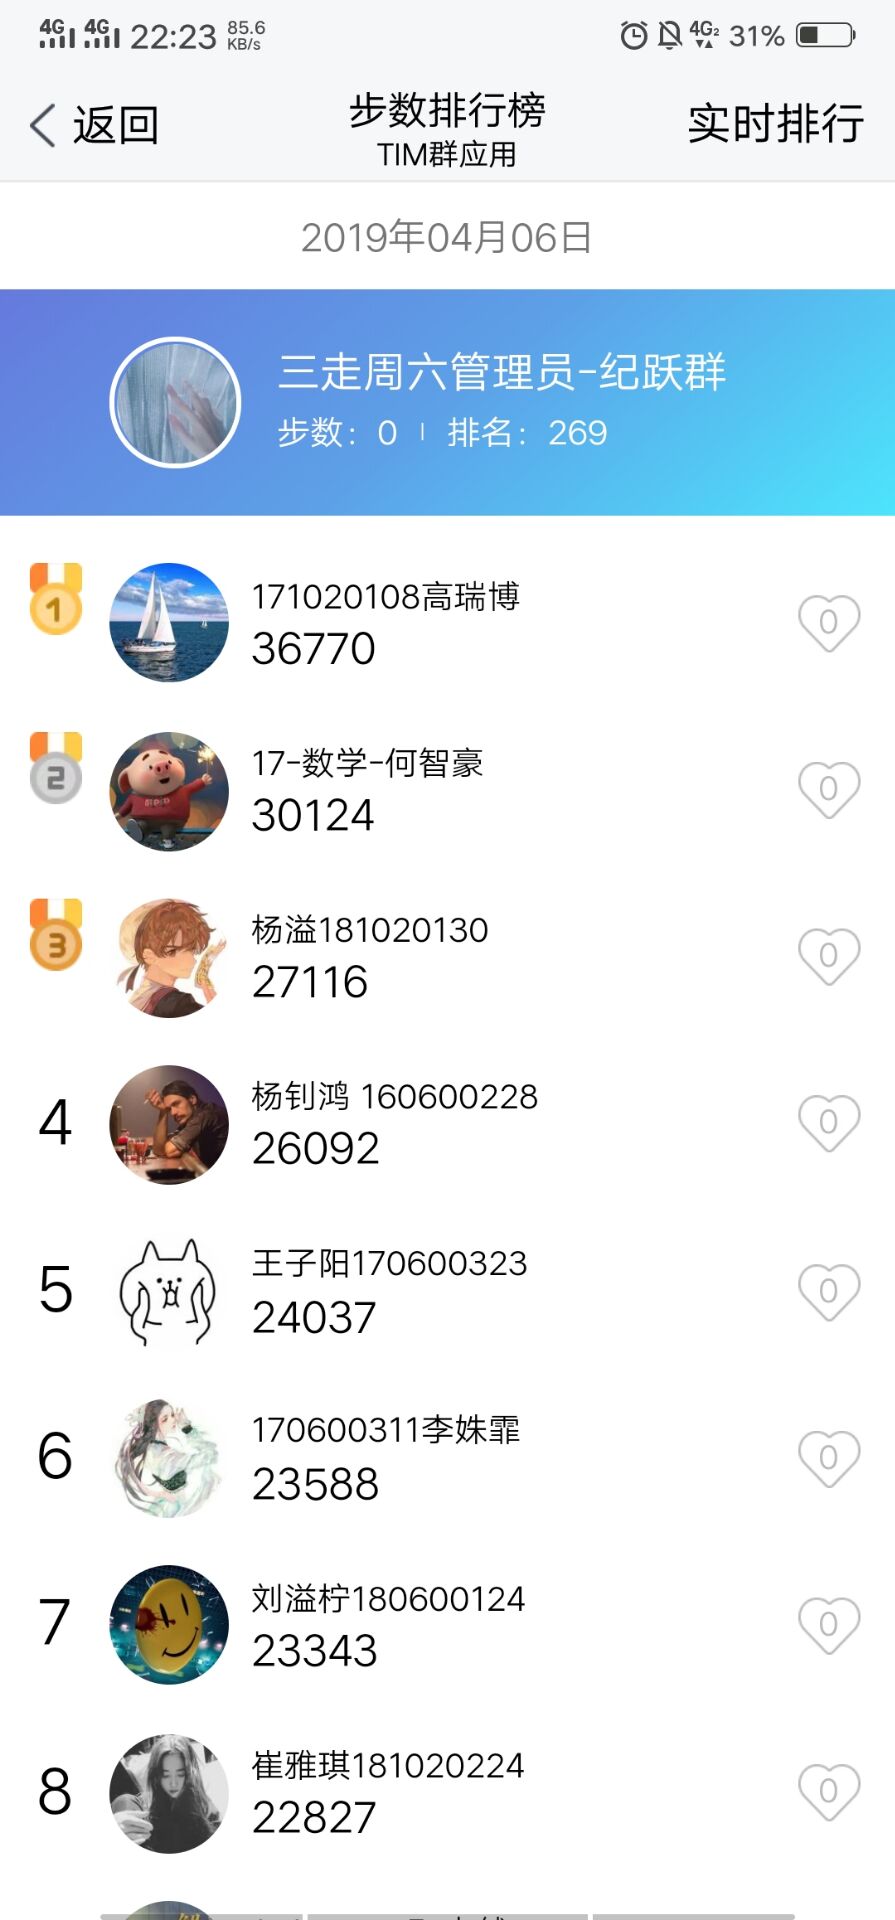 4G 4G 22:23 85.6 KB/s 4G2 31%
返回 步数排行榜 实时排行
TIM群应用
2019年04月06日
三走周六管理员-纪跃群
步数：0 | 排名：269
1 171020108高瑞博 0
36770
2 17-数学-何智豪 0
30124
3 杨溢181020130 0
27116
4 杨钊鸿 160600228 0
26092
5 王子阳170600323 0
24037
6 170600311李姝霏 0
23588
7 刘溢柠180600124 0
23343
8 崔雅琪181020224 0
22827